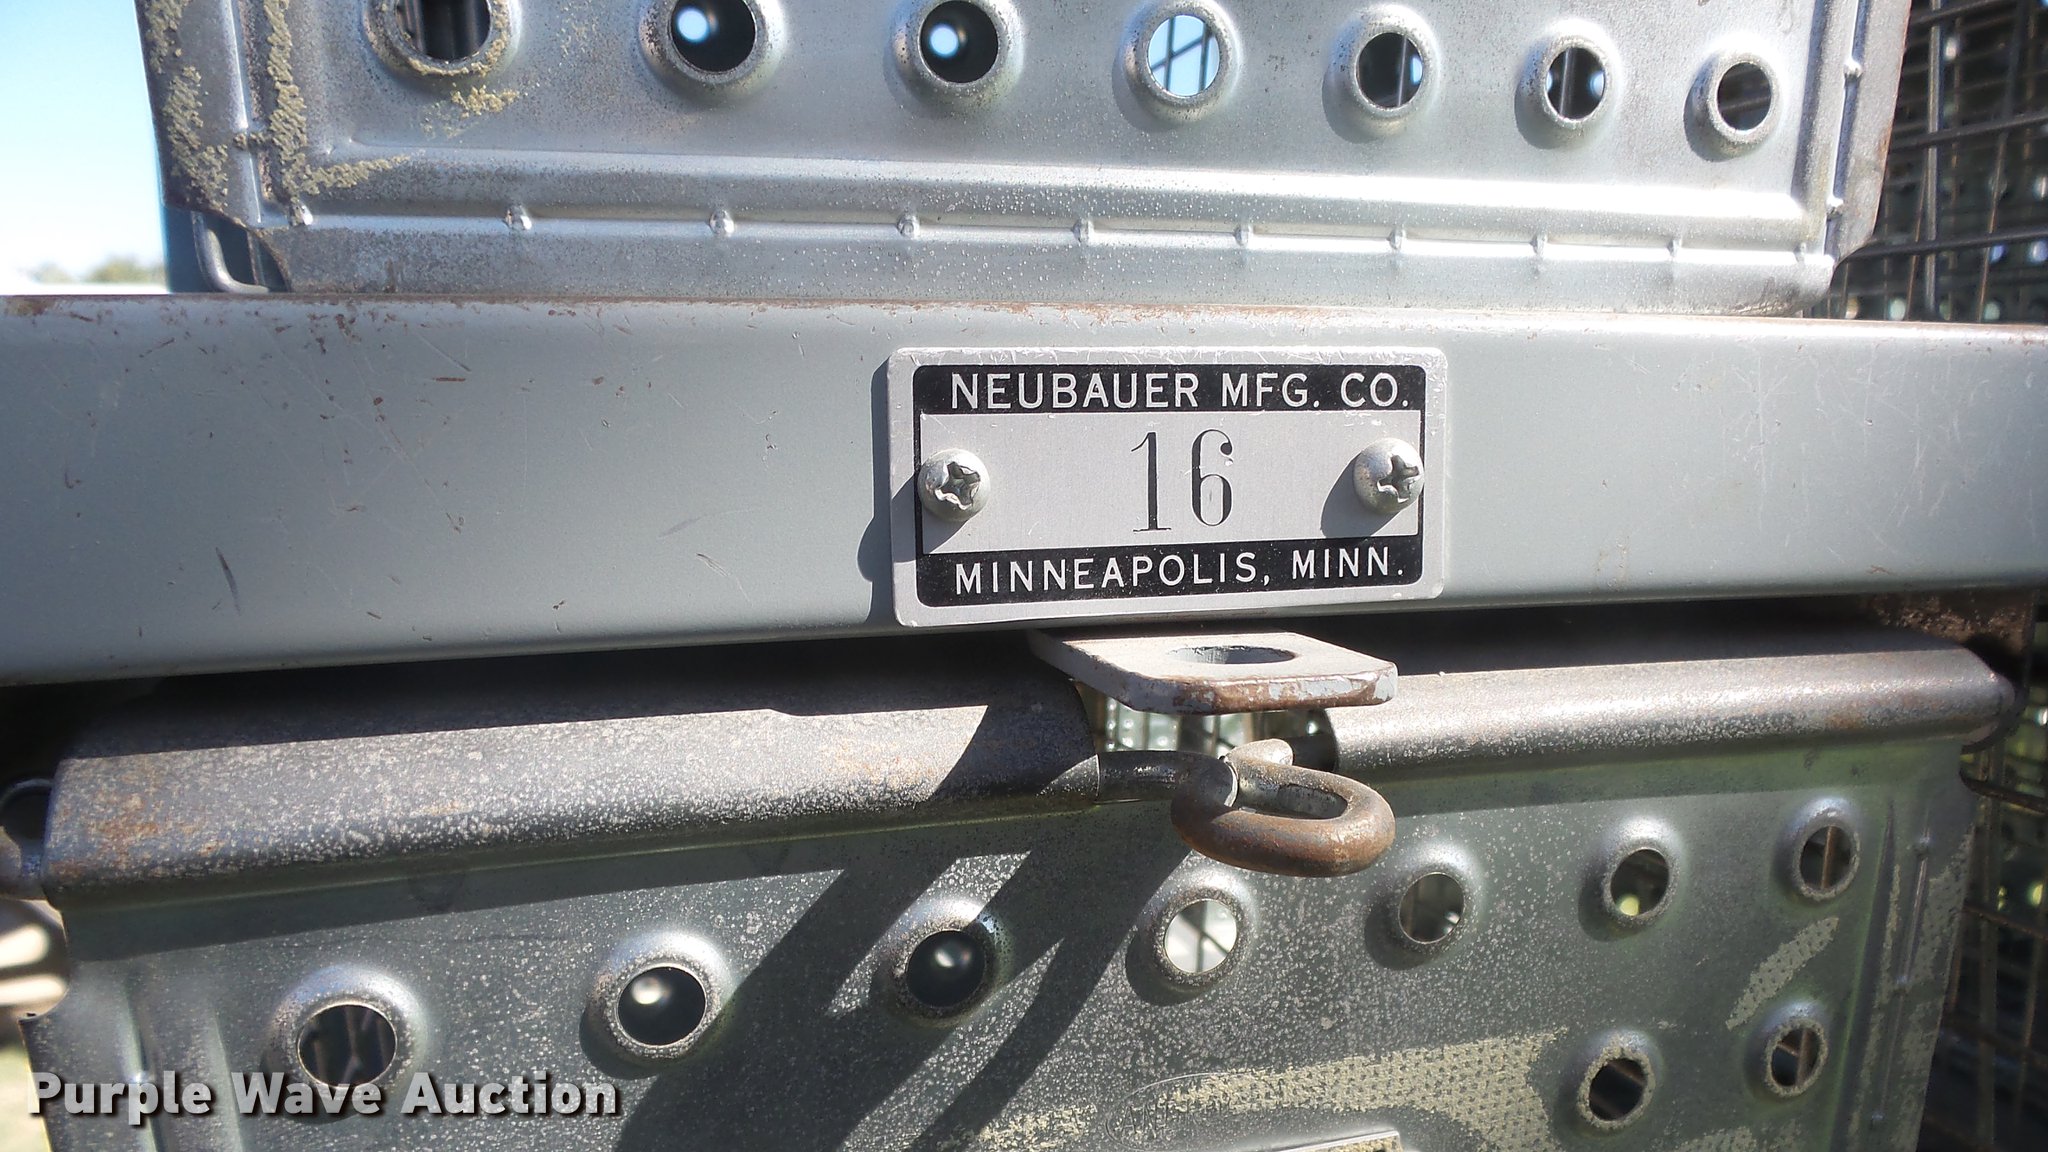 NEUBAUER MFG. CO.
16
MINNEAPOLIS, MINN.
Purple Wave Auction